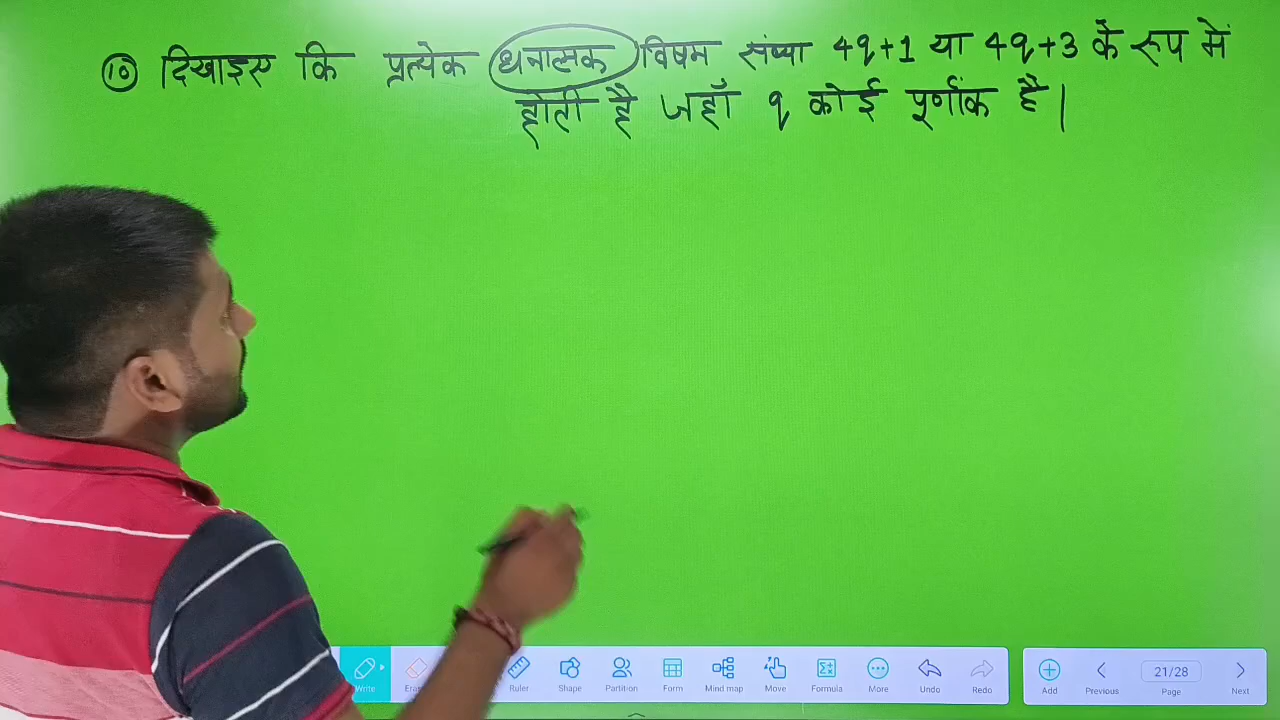 ⑩ दिखाइए कि प्रत्येक धनात्मक विषम संख्या 4q+1 या 4q+3 के रूप में
होती है जहाँ q कोई पूर्णांक है।
Write
Ruler
Shape
Partition
Form
Mind map
Move
Formula
More
Undo
Redo
Add
Previous
21/28
Page
Next